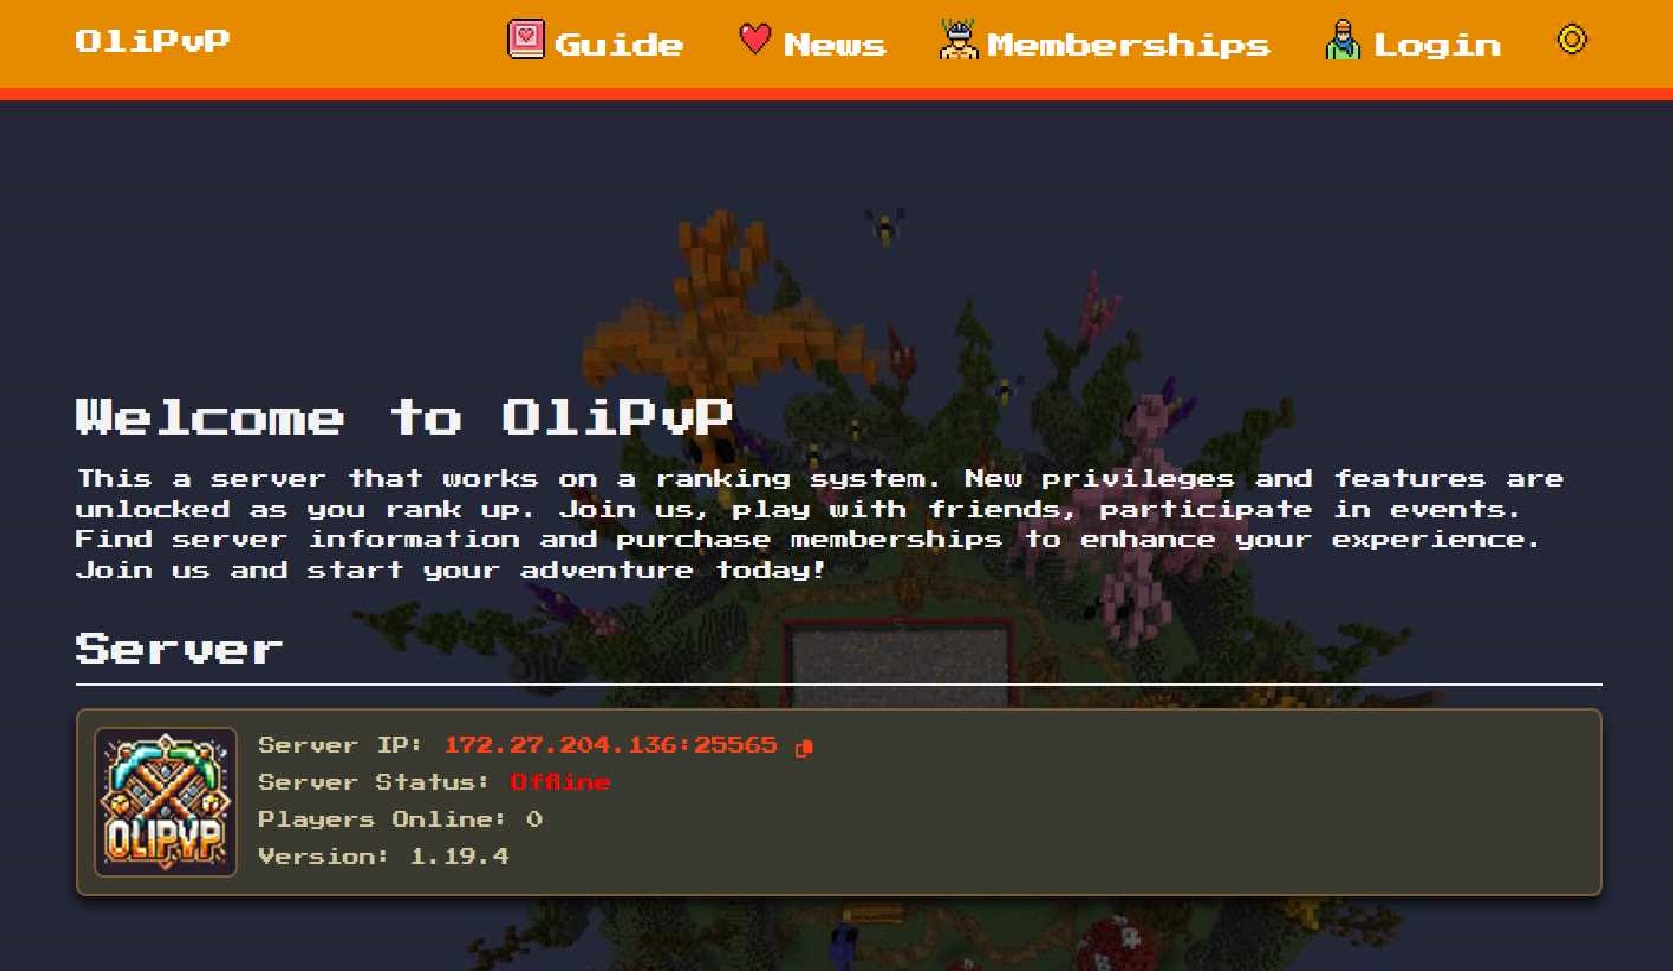 OliPvP
Guide
News
Memberships
Login
Welcome to OliPvP
This a server that works on a ranking system. New privileges and features are
unlocked as you rank up. Join us, play with friends, participate in events.
Find server information and purchase memberships to enhance your experience.
Join us and start your adventure today!
Server
OLIPVP
Server IP: 172.27.204.136:25565
Server Status: Offline
Players Online: 0
Version: 1.19.4